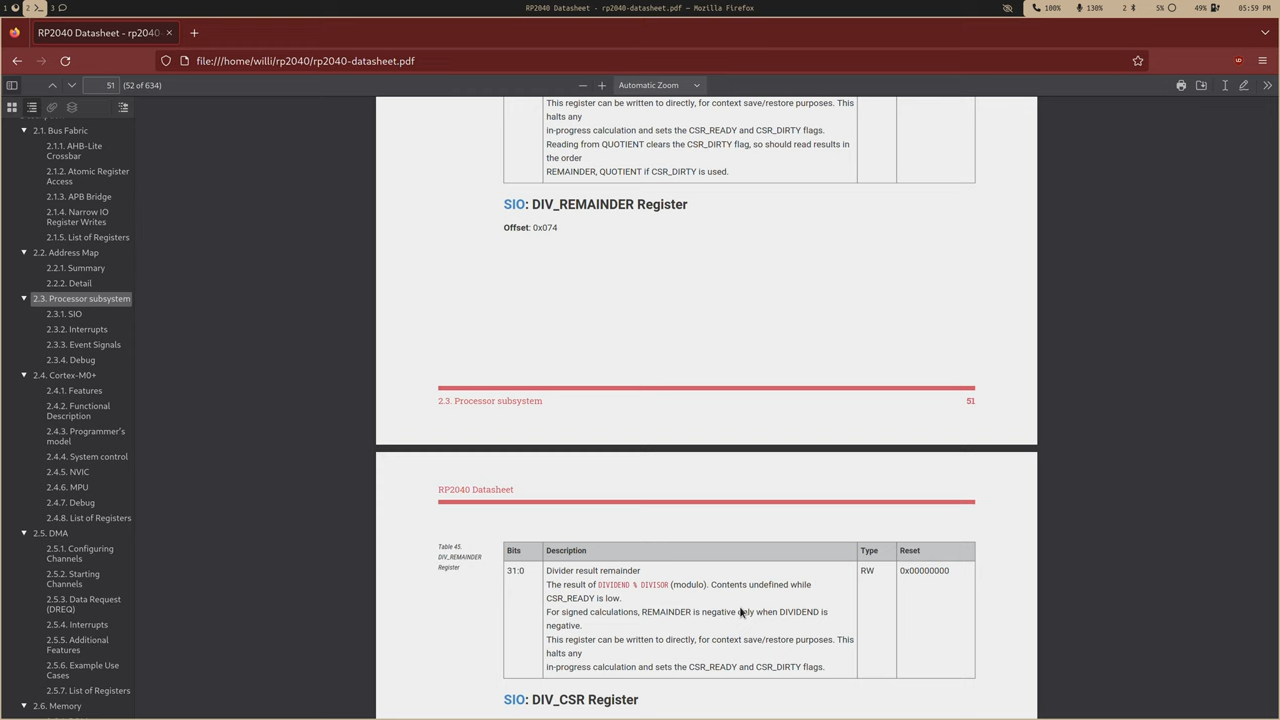 1 2 3
RP2040 Datasheet - rp2040-datasheet.pdf — Mozilla Firefox
100% 130% 2 5% 49% 05:59 PM
RP2040 Datasheet - rp2040-
file:///home/willi/rp2040/rp2040-datasheet.pdf
51 (52 of 634)
Automatic Zoom
2.1. Bus Fabric
2.1.1. AHB-Lite
Crossbar
2.1.2. Atomic Register
Access
2.1.3. APB Bridge
2.1.4. Narrow IO
Register Writes
2.1.5. List of Registers
2.2. Address Map
2.2.1. Summary
2.2.2. Detail
2.3. Processor subsystem
2.3.1. SIO
2.3.2. Interrupts
2.3.3. Event Signals
2.3.4. Debug
2.4. Cortex-M0+
2.4.1. Features
2.4.2. Functional
Description
2.4.3. Programmer's
model
2.4.4. System control
2.4.5. NVIC
2.4.6. MPU
2.4.7. Debug
2.4.8. List of Registers
2.5. DMA
2.5.1. Configuring
Channels
2.5.2. Starting
Channels
2.5.3. Data Request
(DREQ)
2.5.4. Interrupts
2.5.5. Additional
Features
2.5.6. Example Use
Cases
2.5.7. List of Registers
2.6. Memory
This register can be written to directly, for context save/restore purposes. This
halts any
in-progress calculation and sets the CSR_READY and CSR_DIRTY flags.
Reading from QUOTIENT clears the CSR_DIRTY flag, so should read results in
the order
REMAINDER, QUOTIENT if CSR_DIRTY is used.
SIO: DIV_REMAINDER Register
Offset: 0x074
2.3. Processor subsystem 51
RP2040 Datasheet
Table 45.
DIV_REMAINDER
Register
Bits Description Type Reset
31:0 Divider result remainder RW 0x00000000
The result of DIVIDEND % DIVISOR (modulo). Contents undefined while
CSR_READY is low.
For signed calculations, REMAINDER is negative only when DIVIDEND is
negative.
This register can be written to directly, for context save/restore purposes. This
halts any
in-progress calculation and sets the CSR_READY and CSR_DIRTY flags.
SIO: DIV_CSR Register